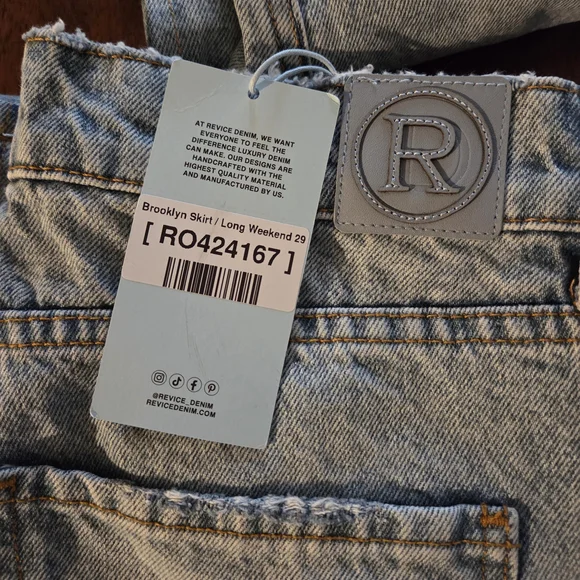 AT REVICE DENIM, WE WANT
EVERYONE TO FEEL THE
DIFFERENCE LUXURY DENIM
CAN MAKE. OUR DESIGNS ARE
HANDCRAFTED WITH THE
HIGHEST QUALITY MATERIAL
AND MANUFACTURED BY US.
R
Brooklyn Skirt / Long Weekend 29
[ RO424167 ]
@REVICE_DENIM
REVICEDENIM.COM